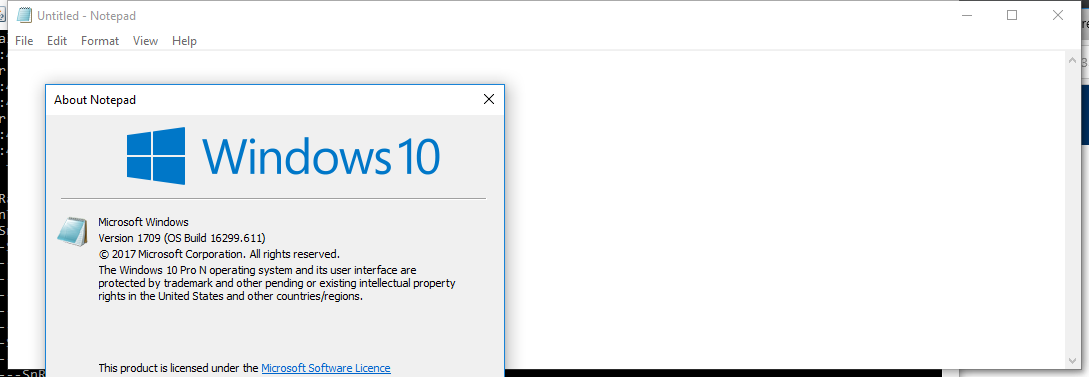 Untitled - Notepad
File Edit Format View Help
About Notepad
Windows 10
Microsoft Windows
Version 1709 (OS Build 16299.611)
© 2017 Microsoft Corporation. All rights reserved.
The Windows 10 Pro N operating system and its user interface are
protected by trademark and other pending or existing intellectual property
rights in the United States and other countries/regions.
This product is licensed under the Microsoft Software Licence